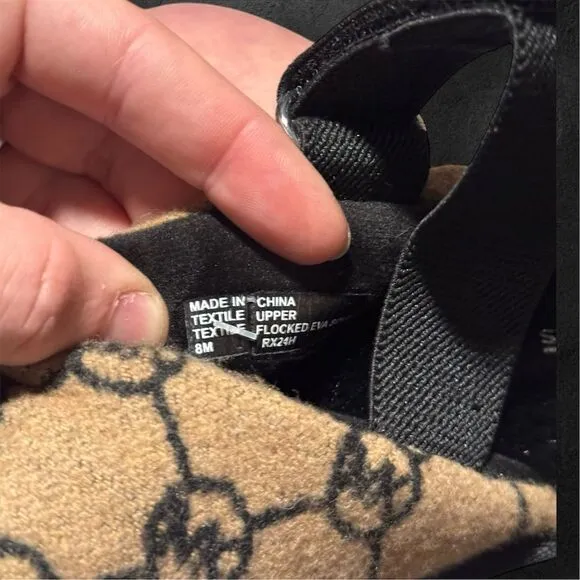 MADE IN CHINA
TEXTILE UPPER
TEXTILE FLOCKED EVA
8M RX24H